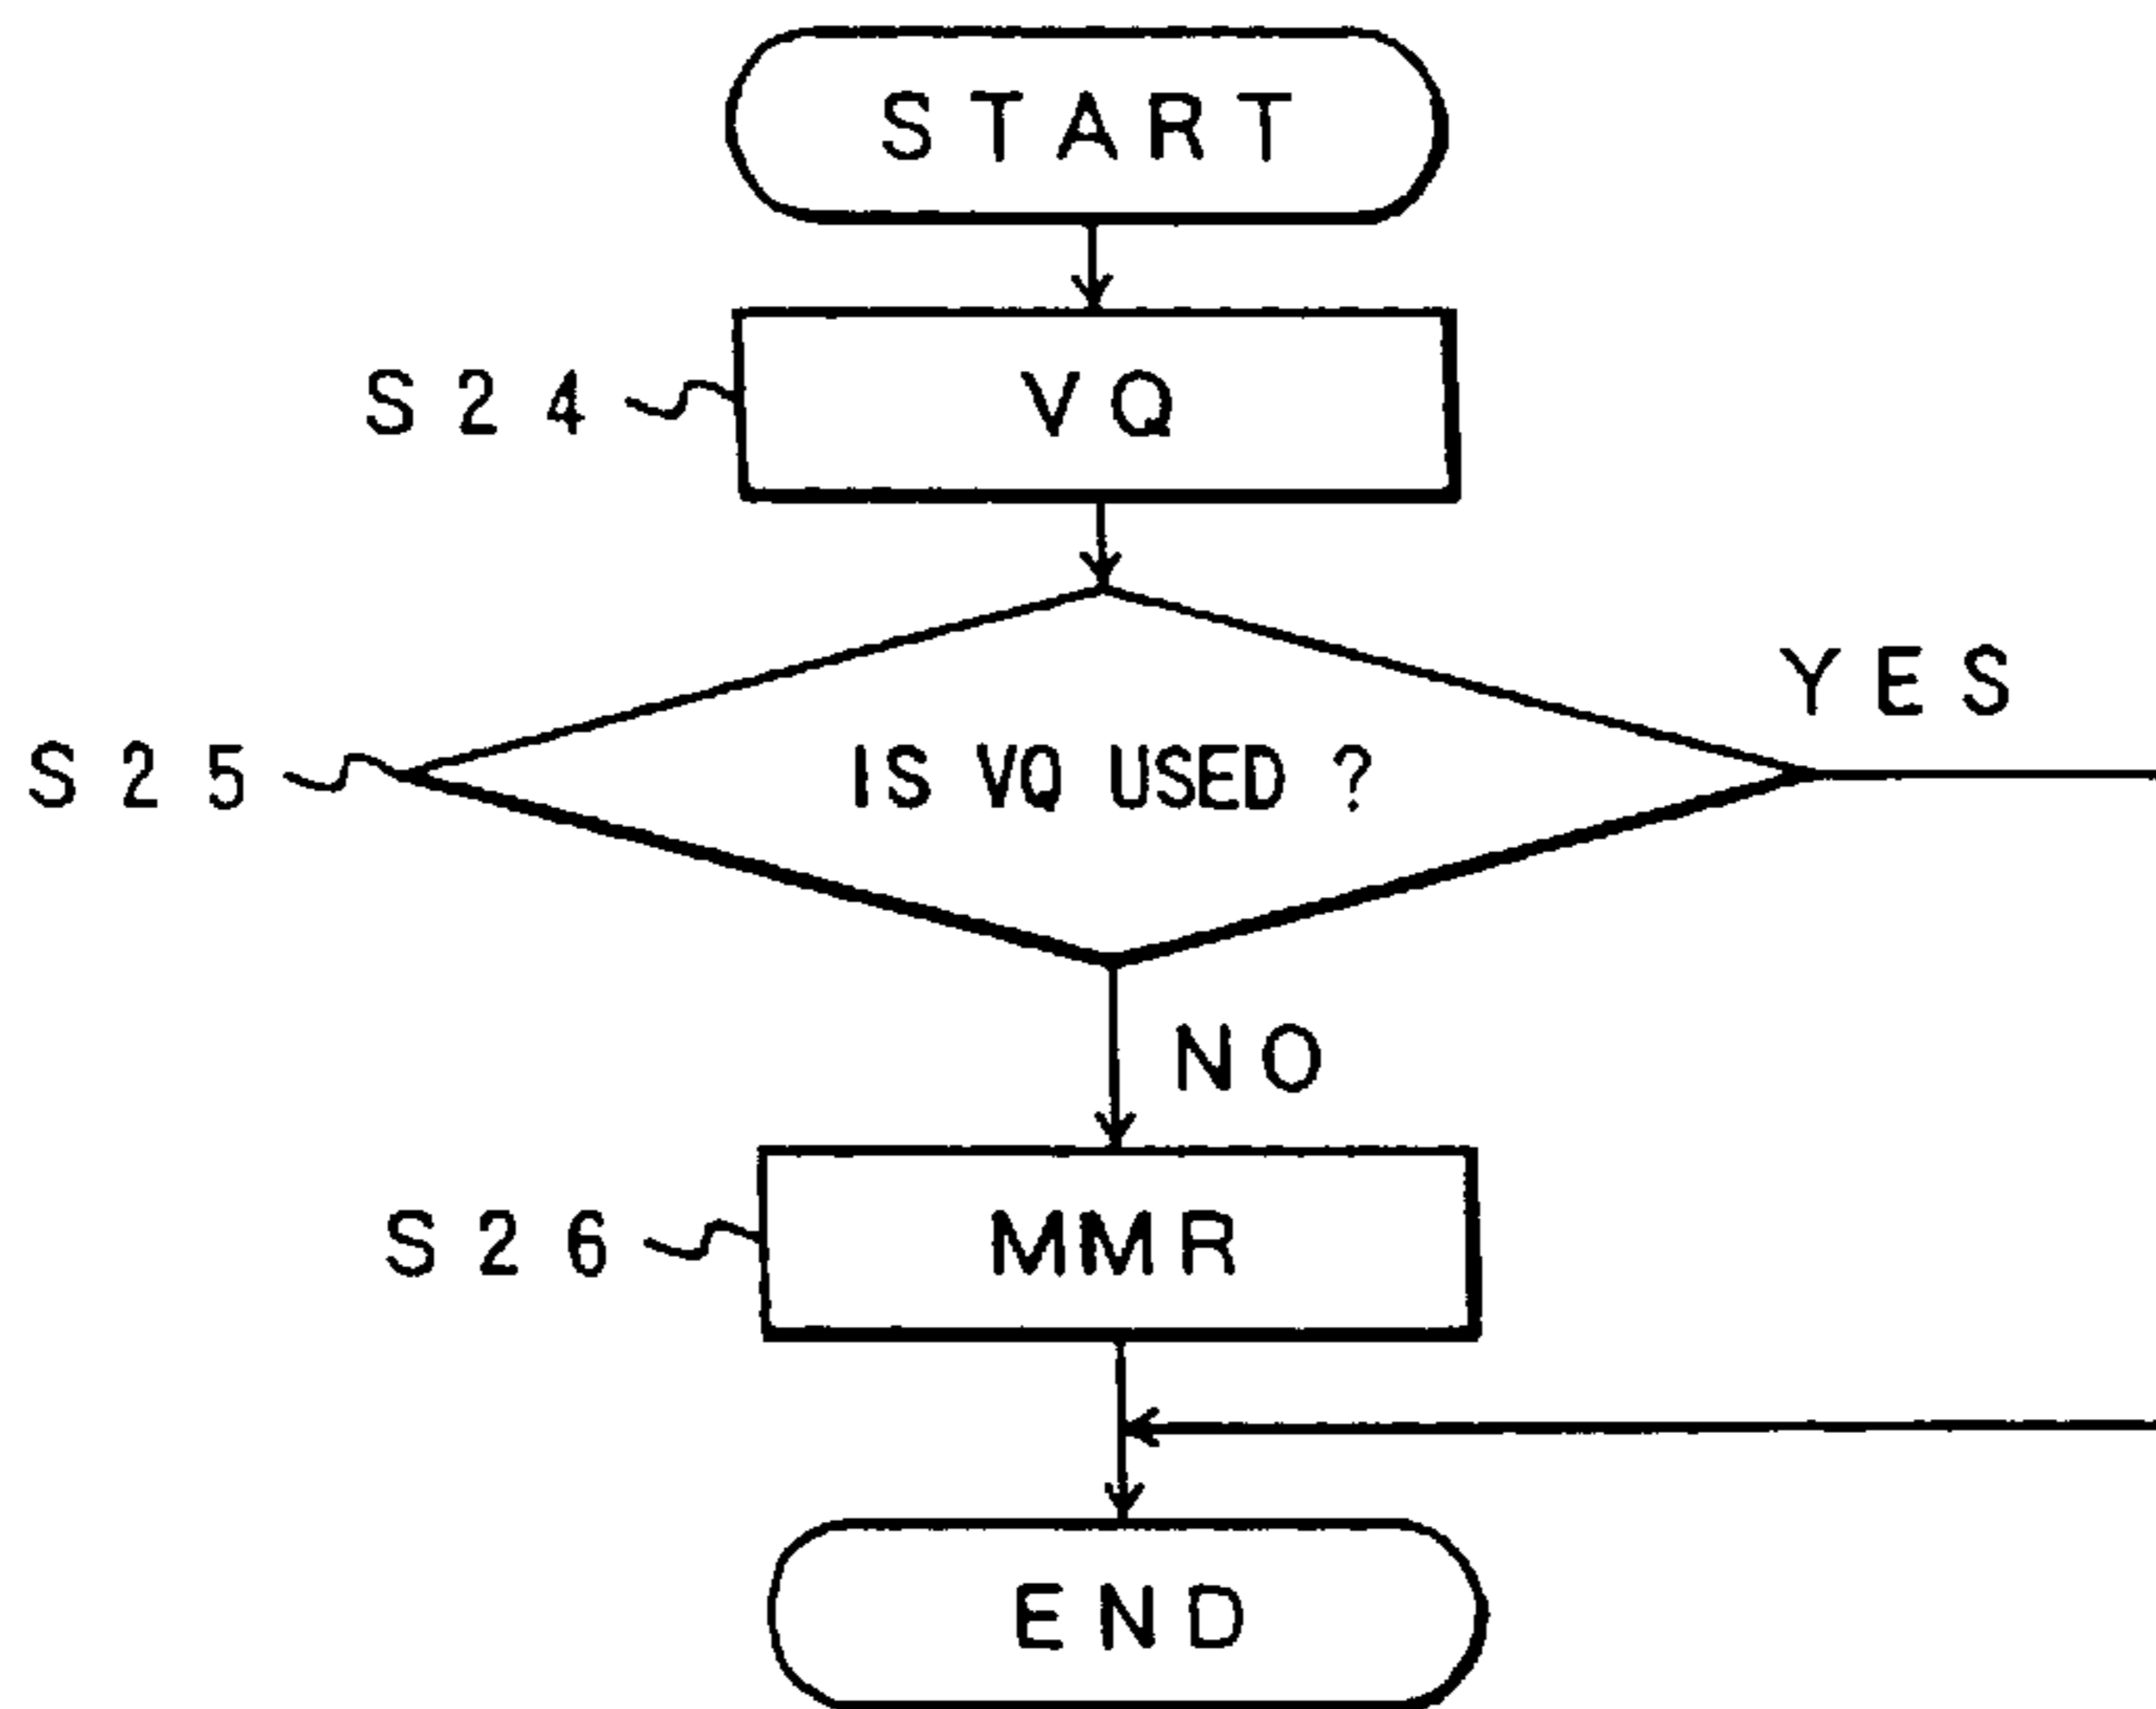 START
S24
VQ
YES
S25
IS VQ USED ?
NO
S26
MMR
END